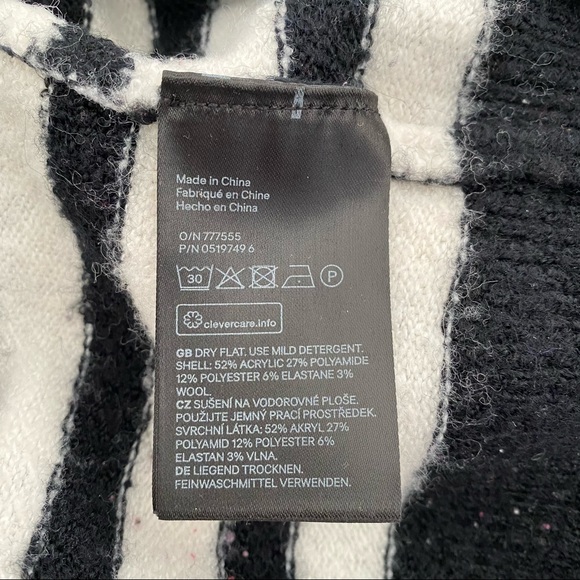 Made in China
Fabriqué en Chine
Hecho en China
O/N 777555
P/N 0519749 6
30
P
clevercare.info
GB DRY FLAT. USE MILD DETERGENT.
SHELL: 52% ACRYLIC 27% POLYAMIDE
12% POLYESTER 6% ELASTANE 3%
WOOL.
CZ SUŠENÍ NA VODOROVNÉ PLOŠE.
POUŽIJTE JEMNÝ PRACÍ PROSTŘEDEK.
SVRCHNÍ LÁTKA: 52% AKRYL 27%
POLYAMID 12% POLYESTER 6%
ELASTAN 3% VLNA.
DE LIEGEND TROCKNEN.
FEINWASCHMITTEL VERWENDEN.